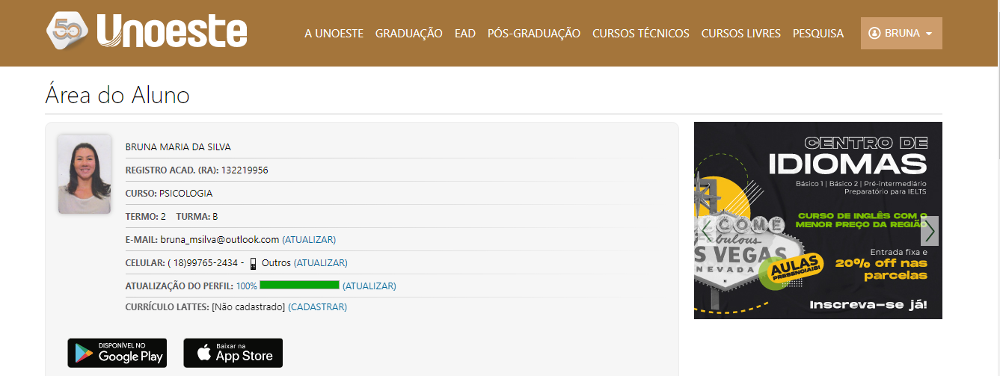 50
Unoeste
A UNOESTE GRADUAÇÃO EAD PÓS-GRADUAÇÃO CURSOS TÉCNICOS CURSOS LIVRES PESQUISA BRUNA
Área do Aluno
BRUNA MARIA DA SILVA
REGISTRO ACAD. (RA): 132219956
CURSO: PSICOLOGIA
TERMO: 2 TURMA: B
E-MAIL: bruna_msilva@outlook.com (ATUALIZAR)
CELULAR: ( 18)99765-2434 - Outros (ATUALIZAR)
ATUALIZAÇÃO DO PERFIL: 100% (ATUALIZAR)
CURRÍCULO LATTES: [Não cadastrado] (CADASTRAR)
DISPONÍVEL NO
Google Play
Baixar na
App Store
CENTRO DE
IDIOMAS
Básico 1 | Básico 2 | Pré-intermediário
Preparatório para IELTS
CURSO DE INGLÊS COM O
MENOR PREÇO DA REGIÃO
ELCOME
fabulous
AS VEGAS
NEVADA
AULAS
PRESENCIAIS!
Entrada fixa e
20% off nas
parcelas
Inscreva-se já!